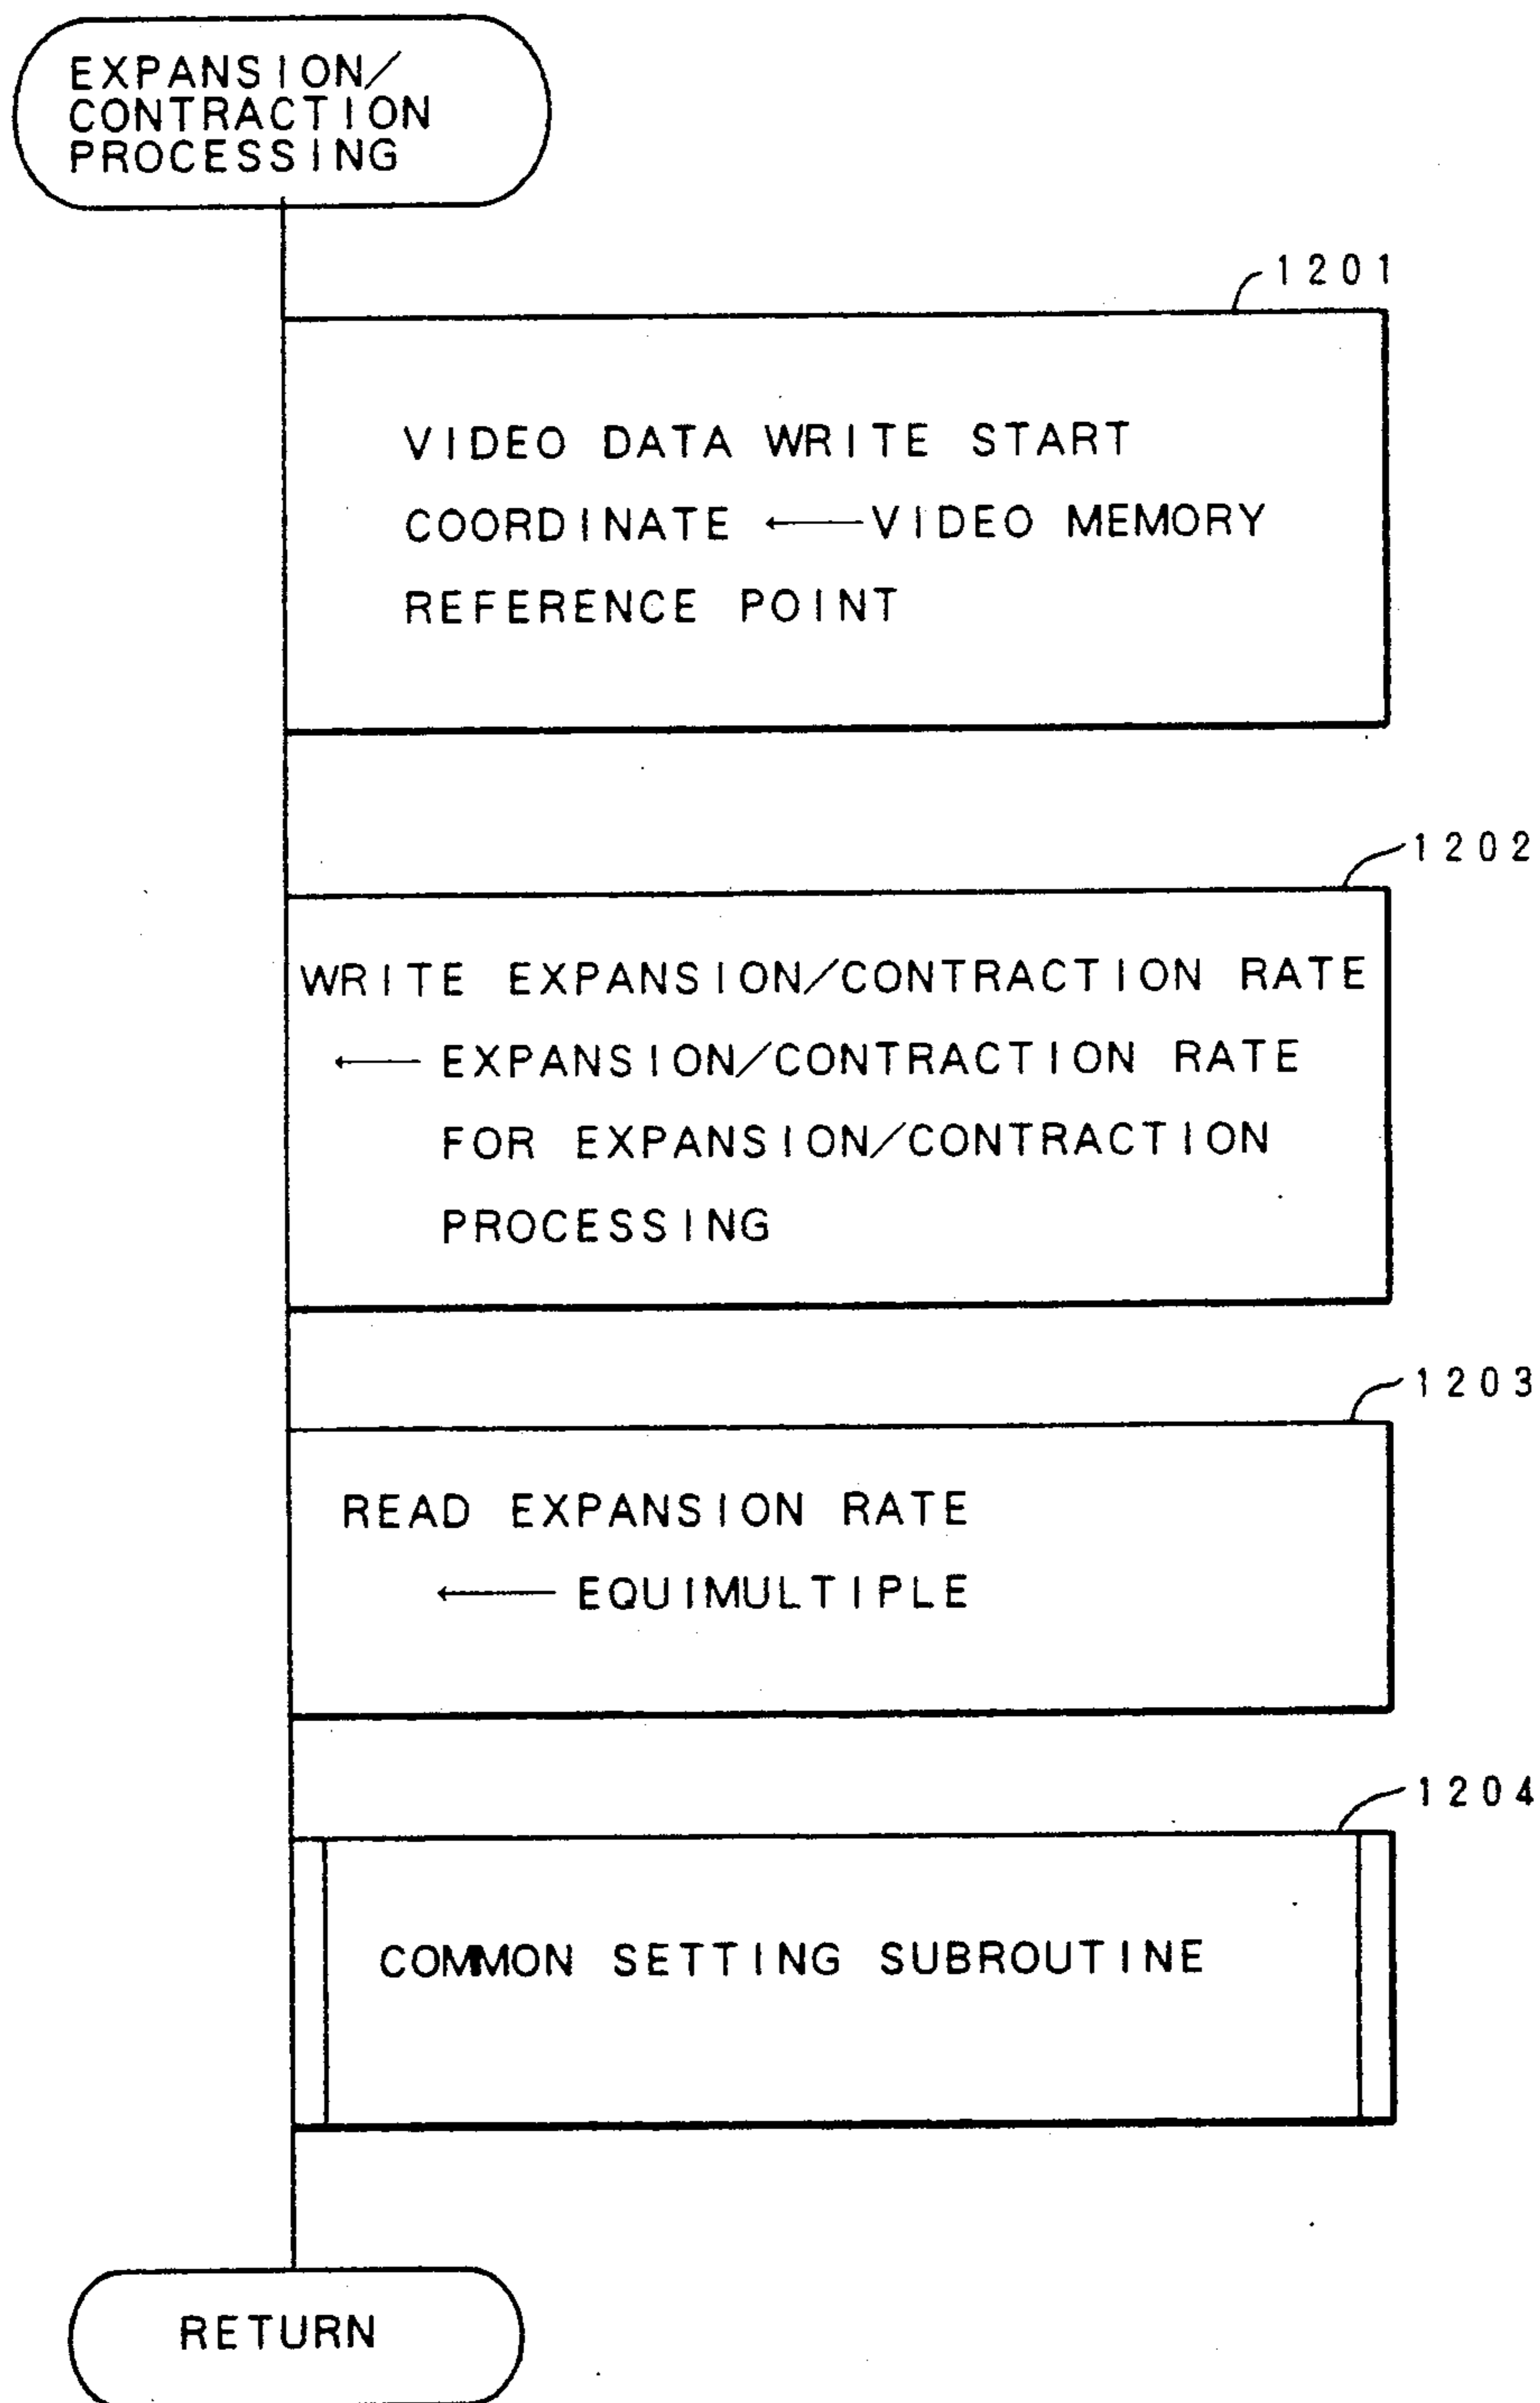 EXPANSION/
CONTRACTION
PROCESSING
1201
VIDEO DATA WRITE START
COORDINATE ←VIDEO MEMORY
REFERENCE POINT
1202
WRITE EXPANSION/CONTRACTION RATE
← EXPANSION/CONTRACTION RATE
FOR EXPANSION/CONTRACTION
PROCESSING
1203
READ EXPANSION RATE
← EQUIMULTIPLE
1204
COMMON SETTING SUBROUTINE
RETURN